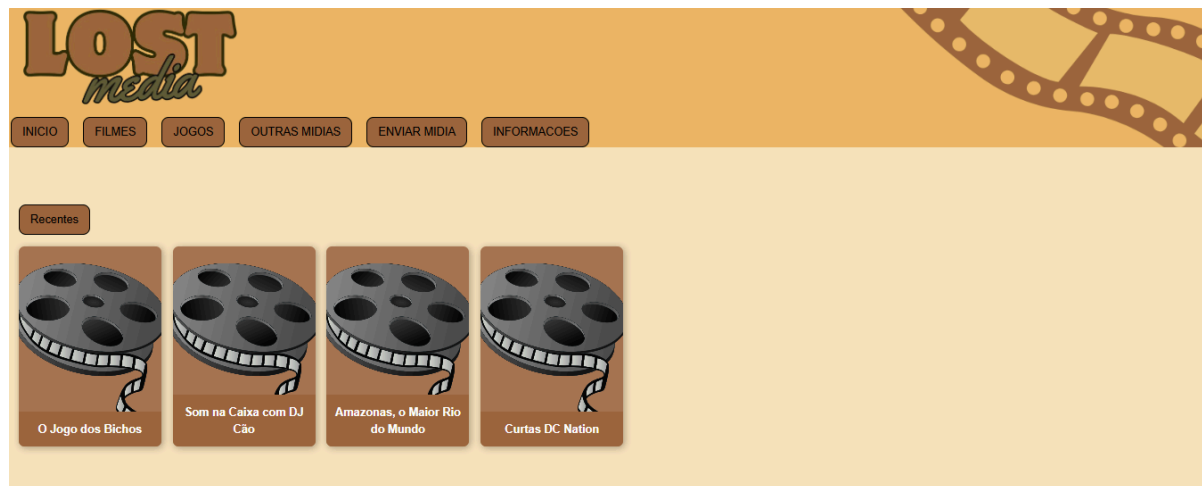 LOST
media
INICIO
FILMES
JOGOS
OUTRAS MIDIAS
ENVIAR MIDIA
INFORMACOES
Recentes
O Jogo dos Bichos
Som na Caixa com DJ
Cão
Amazonas, o Maior Rio
do Mundo
Curtas DC Nation